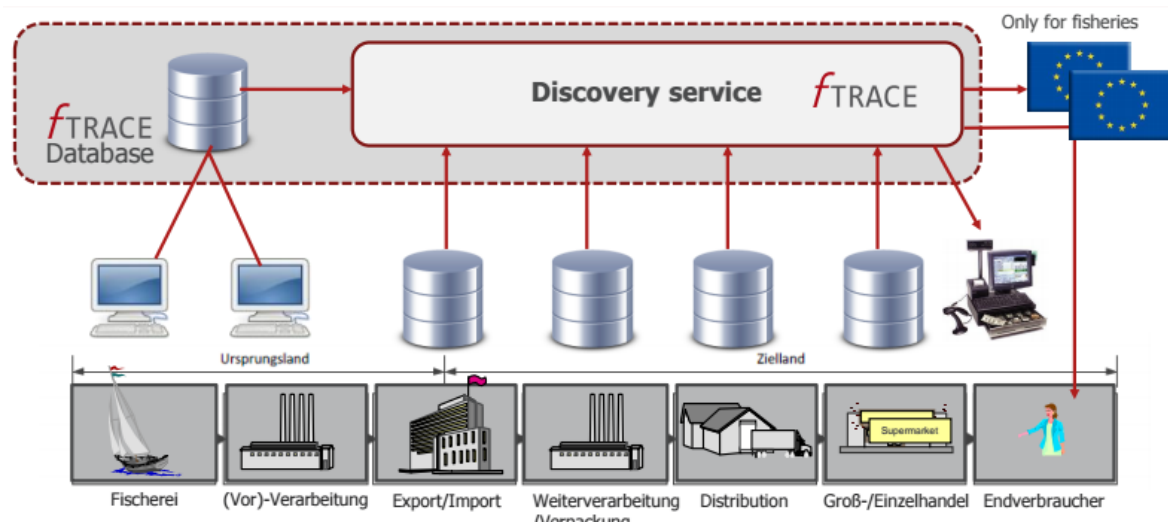 Only for fisheries
Discovery service
fTRACE
fTRACE
Database
Ursprungsland
Zielland
Supermarket
Fischerei
(Vor)-Verarbeitung
Export/Import
Weiterverarbeitung
/Verpackung
Distribution
Groß-/Einzelhandel
Endverbraucher